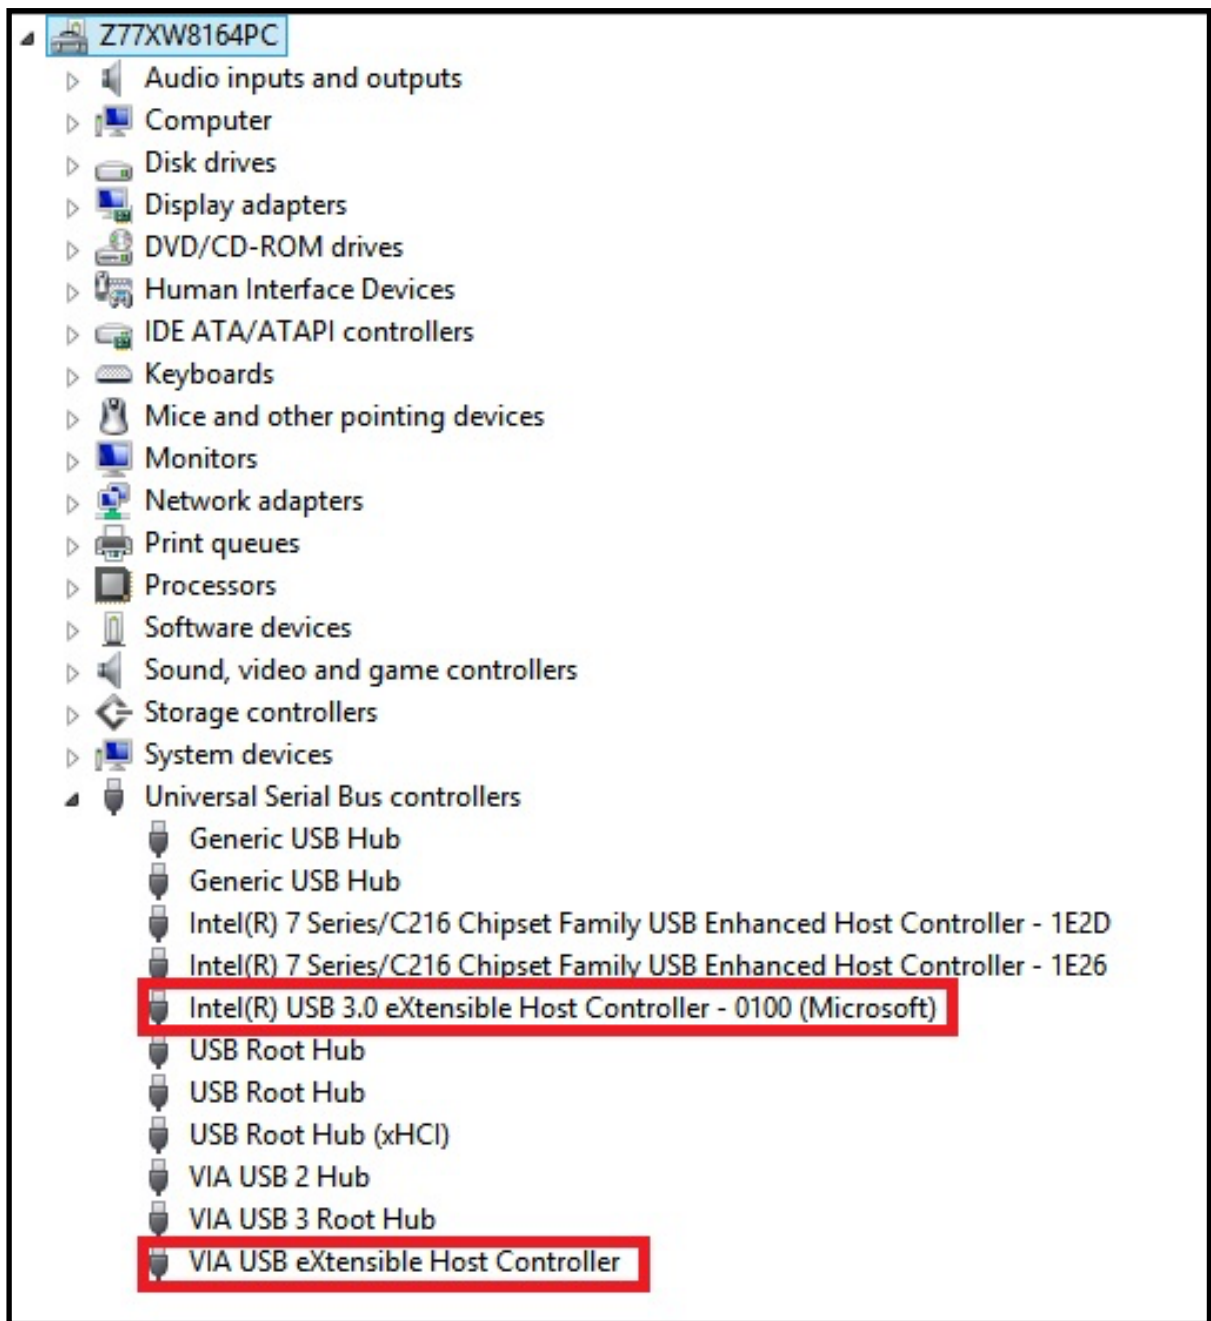 Z77XW8164PC
Audio inputs and outputs
Computer
Disk drives
Display adapters
DVD/CD-ROM drives
Human Interface Devices
IDE ATA/ATAPI controllers
Keyboards
Mice and other pointing devices
Monitors
Network adapters
Print queues
Processors
Software devices
Sound, video and game controllers
Storage controllers
System devices
Universal Serial Bus controllers
Generic USB Hub
Generic USB Hub
Intel(R) 7 Series/C216 Chipset Family USB Enhanced Host Controller - 1E2D
Intel(R) 7 Series/C216 Chipset Family USB Enhanced Host Controller - 1E26
Intel(R) USB 3.0 eXtensible Host Controller - 0100 (Microsoft)
USB Root Hub
USB Root Hub
USB Root Hub (xHCI)
VIA USB 2 Hub
VIA USB 3 Root Hub
VIA USB eXtensible Host Controller